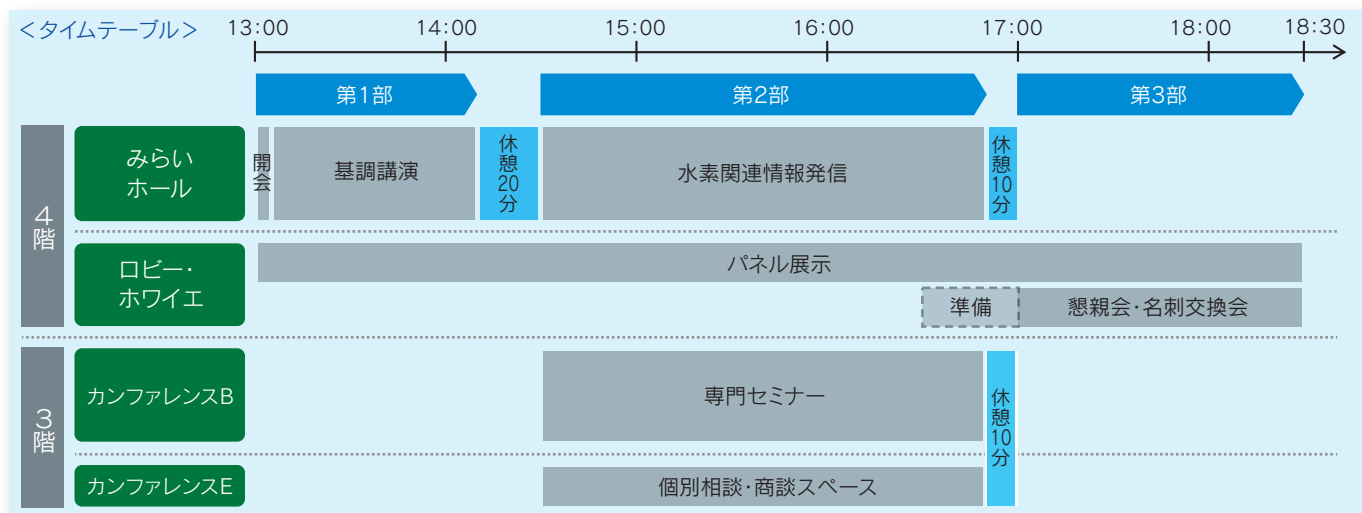 <タイムテーブル> 13:00 14:00 15:00 16:00 17:00 18:00 18:30
第1部 第2部 第3部
4階
みらい
ホール
開会
基調講演
休憩20分
水素関連情報発信
休憩10分
ロビー・
ホワイエ
パネル展示
準備
懇親会・名刺交換会
3階
カンファレンスB
専門セミナー
休憩10分
カンファレンスE
個別相談・商談スペース